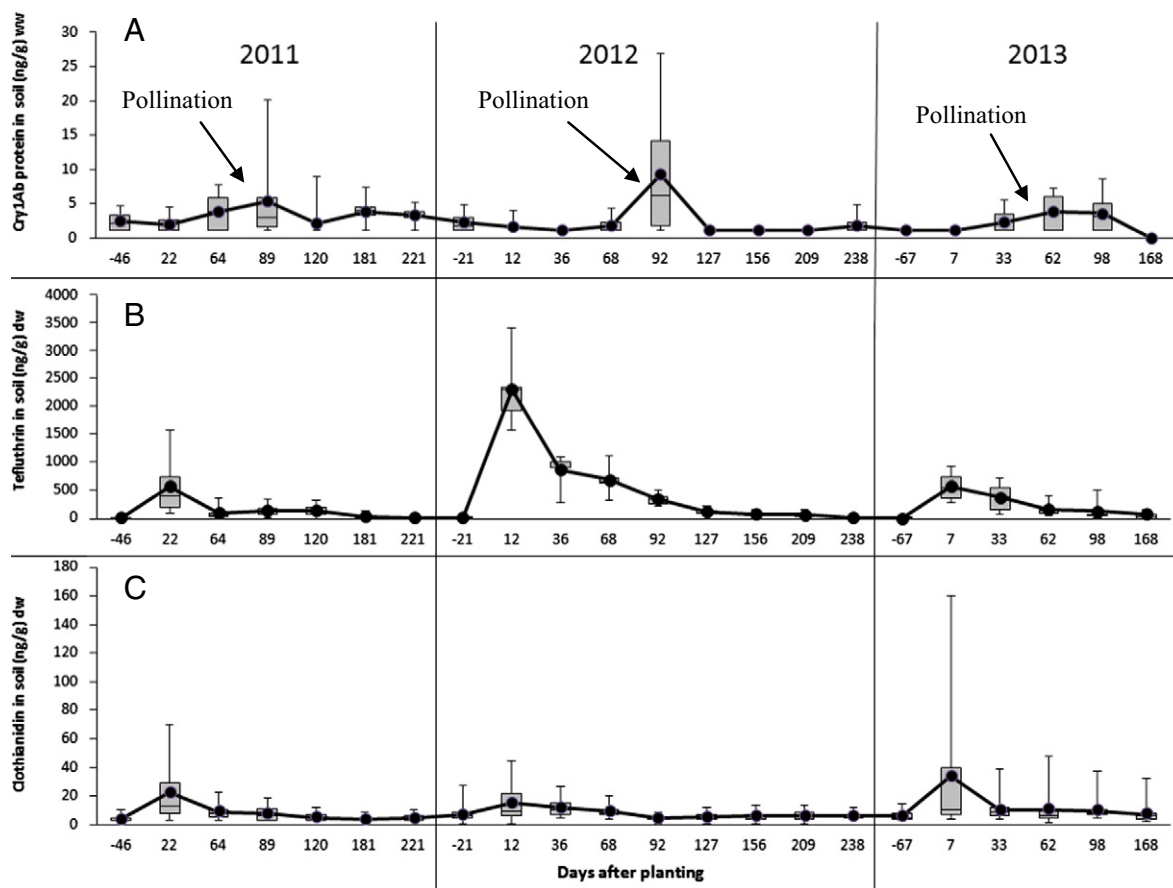 A
2011
2012
2013
Pollination
Pollination
Pollination
Cry1Ab protein in soil (ng/g) ww
30
25
20
15
10
5
0
-46 22 64 89 120 181 221 -21 12 36 68 92 127 156 209 238 -67 7 33 62 98 168
B
Tefluthrin in soil (ng/g) dw
4000
3500
3000
2500
2000
1500
1000
500
0
-46 22 64 89 120 181 221 -21 12 36 68 92 127 156 209 238 -67 7 33 62 98 168
C
Clothianidin in soil (ng/g) dw
180
160
140
120
100
80
60
40
20
0
-46 22 64 89 120 181 221 -21 12 36 68 92 127 156 209 238 -67 7 33 62 98 168
Days after planting